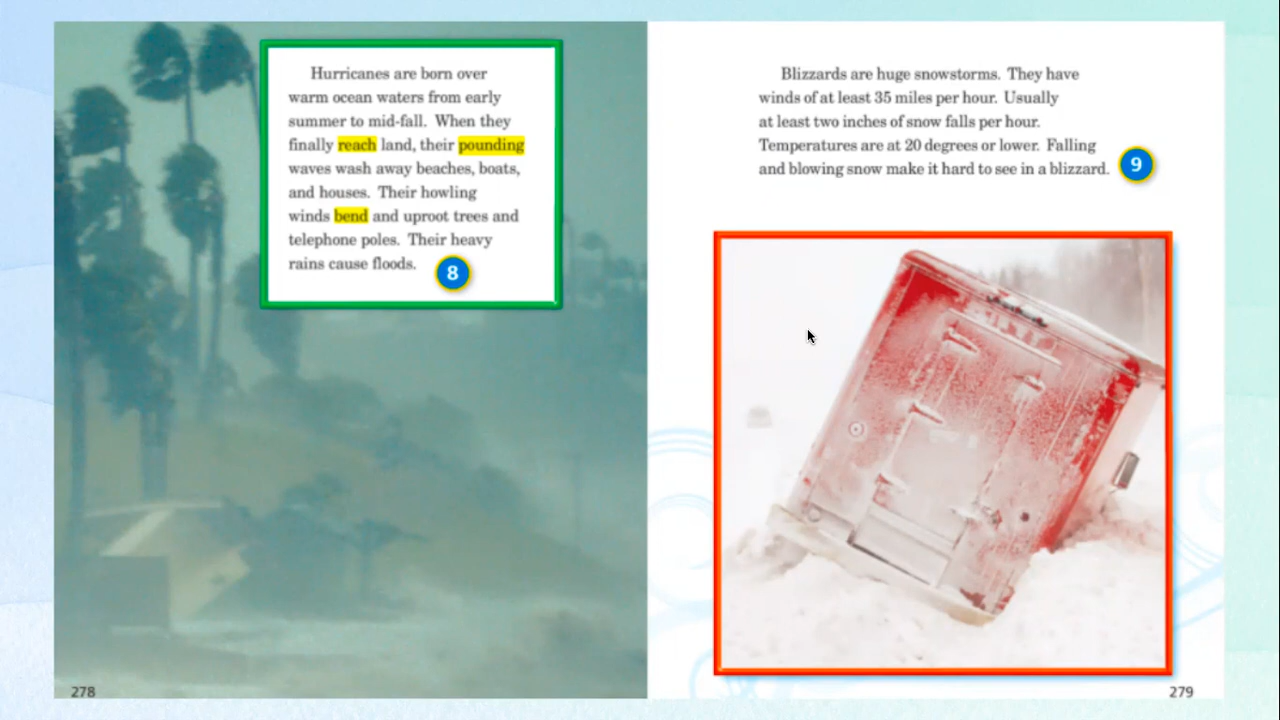 Hurricanes are born over
warm ocean waters from early
summer to mid-fall. When they
finally reach land, their pounding
waves wash away beaches, boats,
and houses. Their howling
winds bend and uproot trees and
telephone poles. Their heavy
rains cause floods.
8
278
Blizzards are huge snowstorms. They have
winds of at least 35 miles per hour. Usually
at least two inches of snow falls per hour.
Temperatures are at 20 degrees or lower. Falling
and blowing snow make it hard to see in a blizzard.
9
279